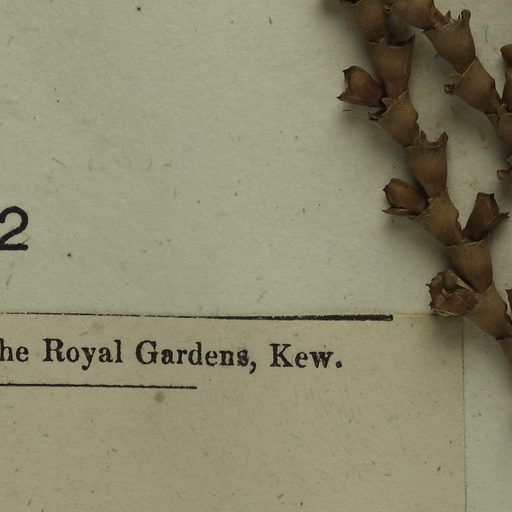 2
he Royal Gardens, Kew.